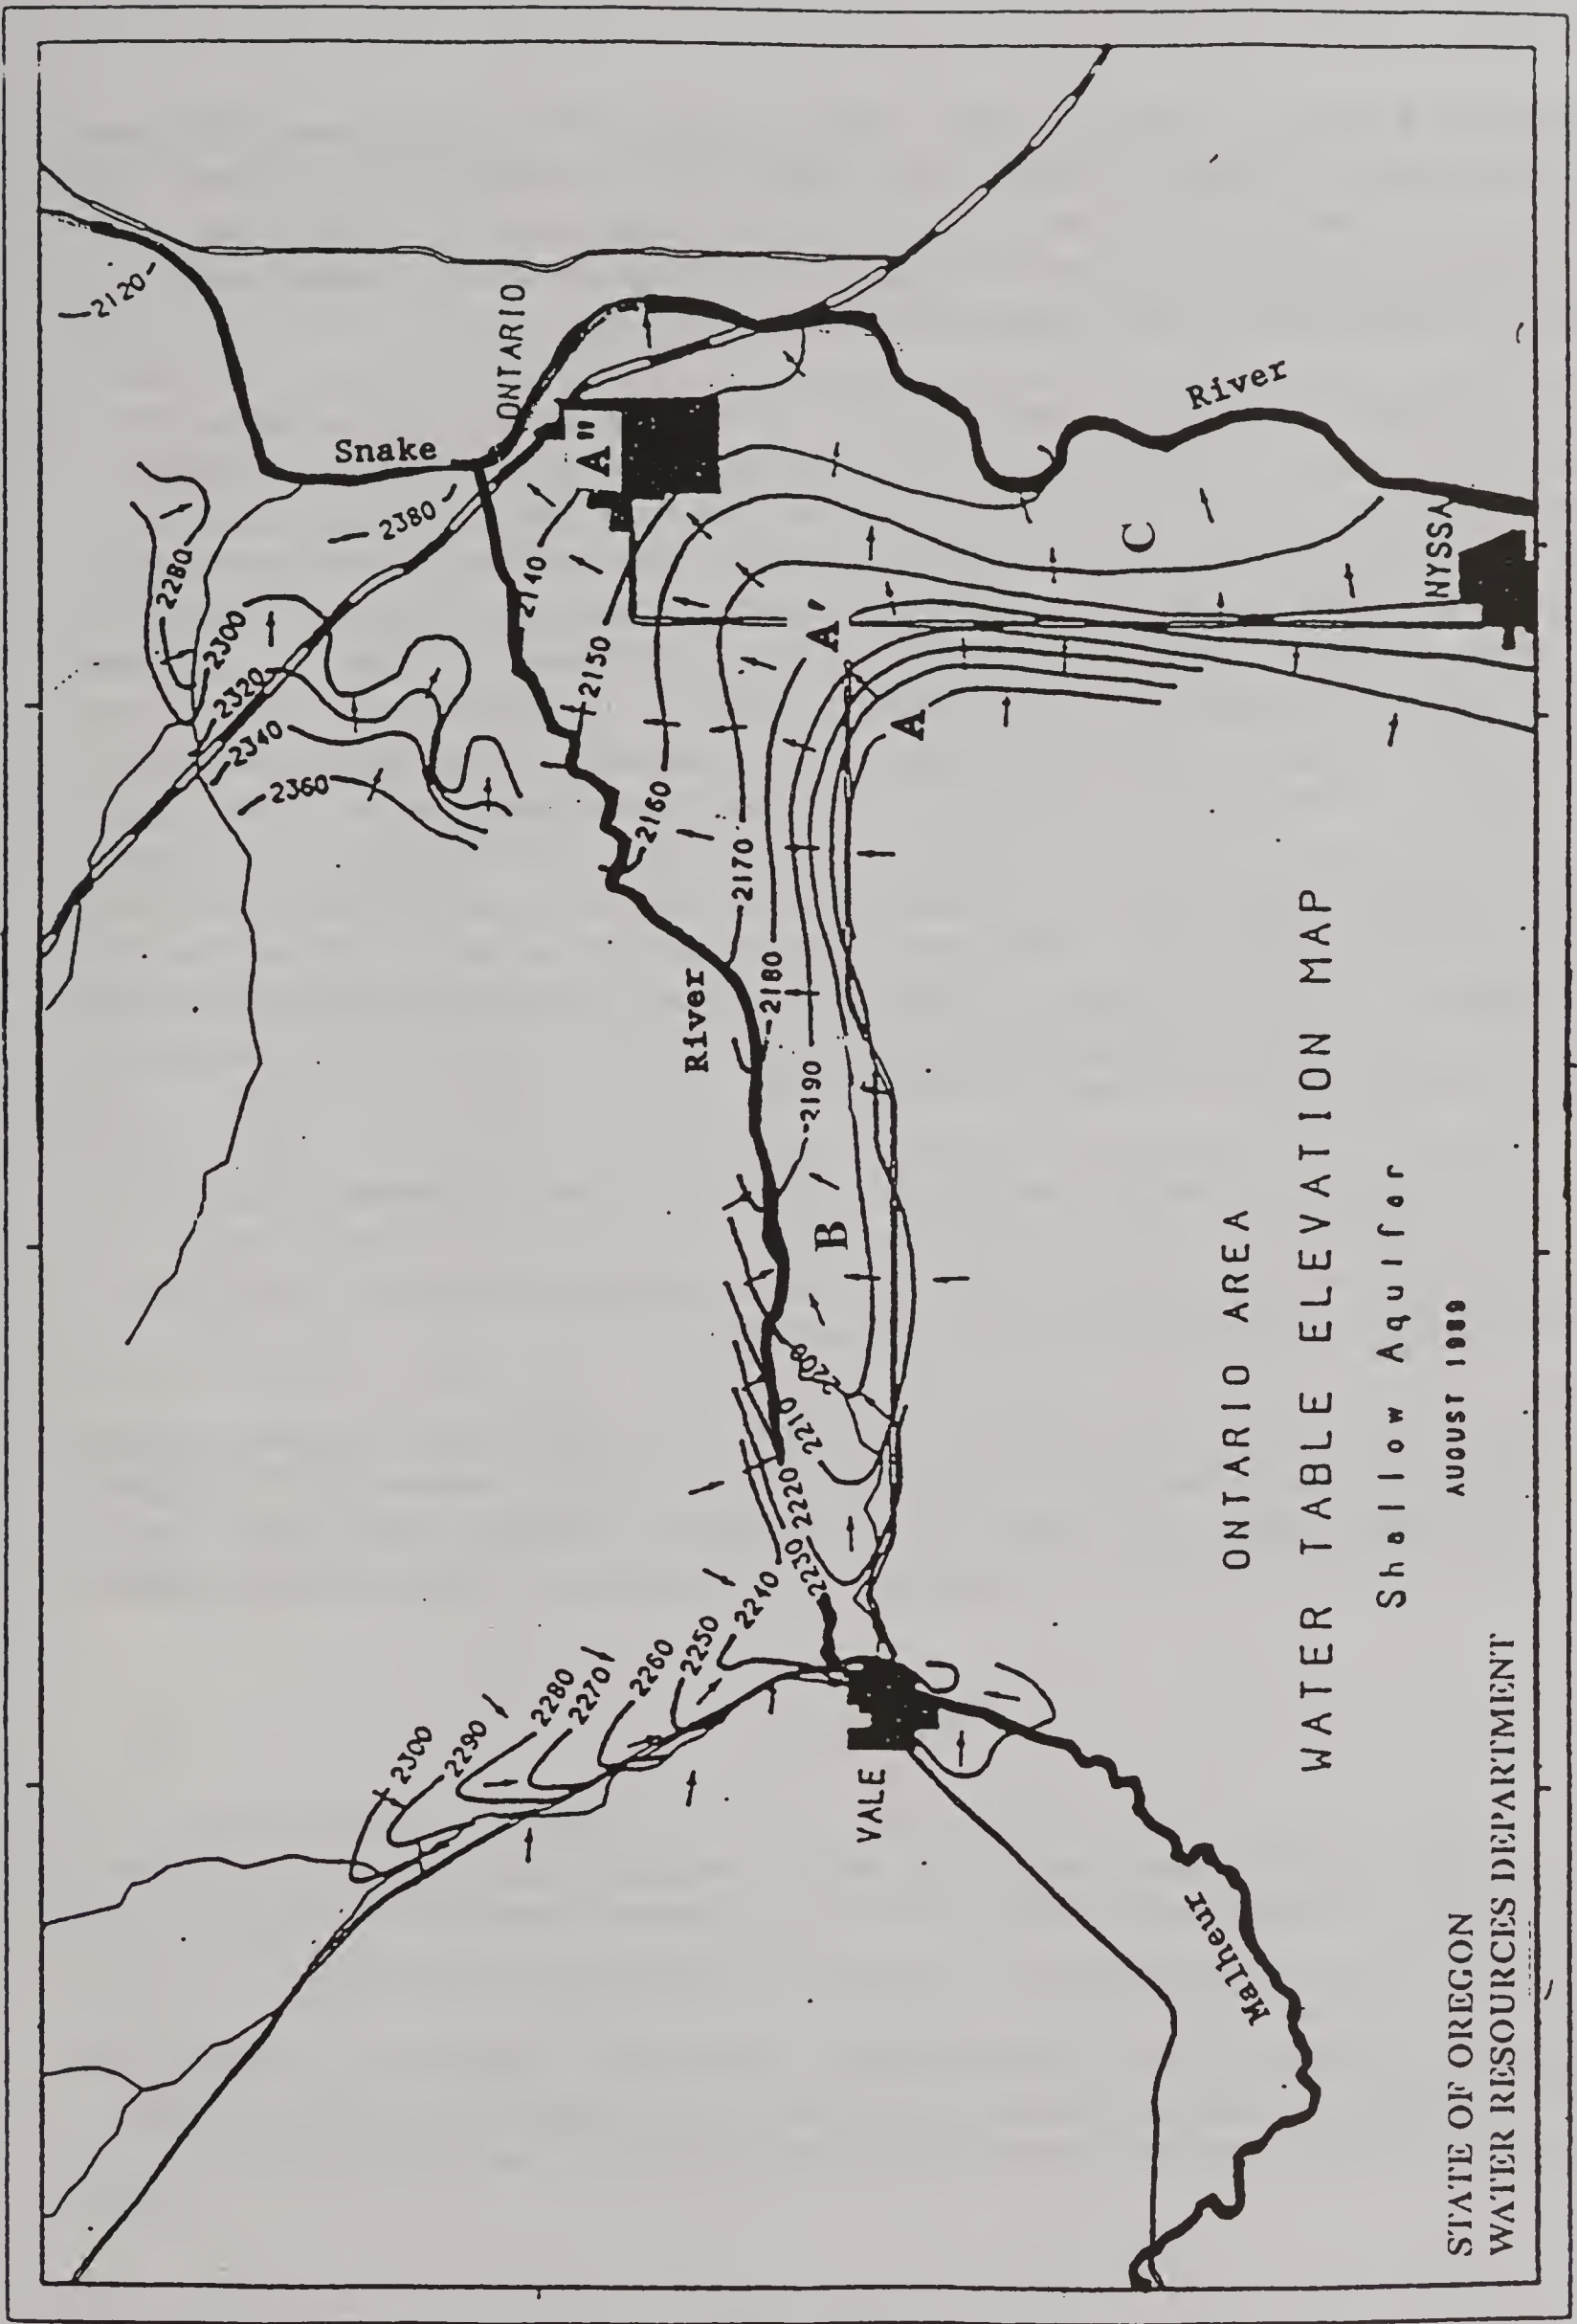 ONTARIO AREA
WATER TABLE ELEVATION MAP
Shallow Aquifer
AUGUST 1989
STATE OF OREGON
WATER RESOURCES DEPARTMENT
Malheur
VALE
River
Snake
ONTARIO
River
NYSSA
A
A'
A"
B
C
2300
2290
2280
2270
2260
2250
2240
2230
2220
2210
2200
2190
2180
2170
2160
2150
2140
2360
2340
2320
2300
2280
2380
2120